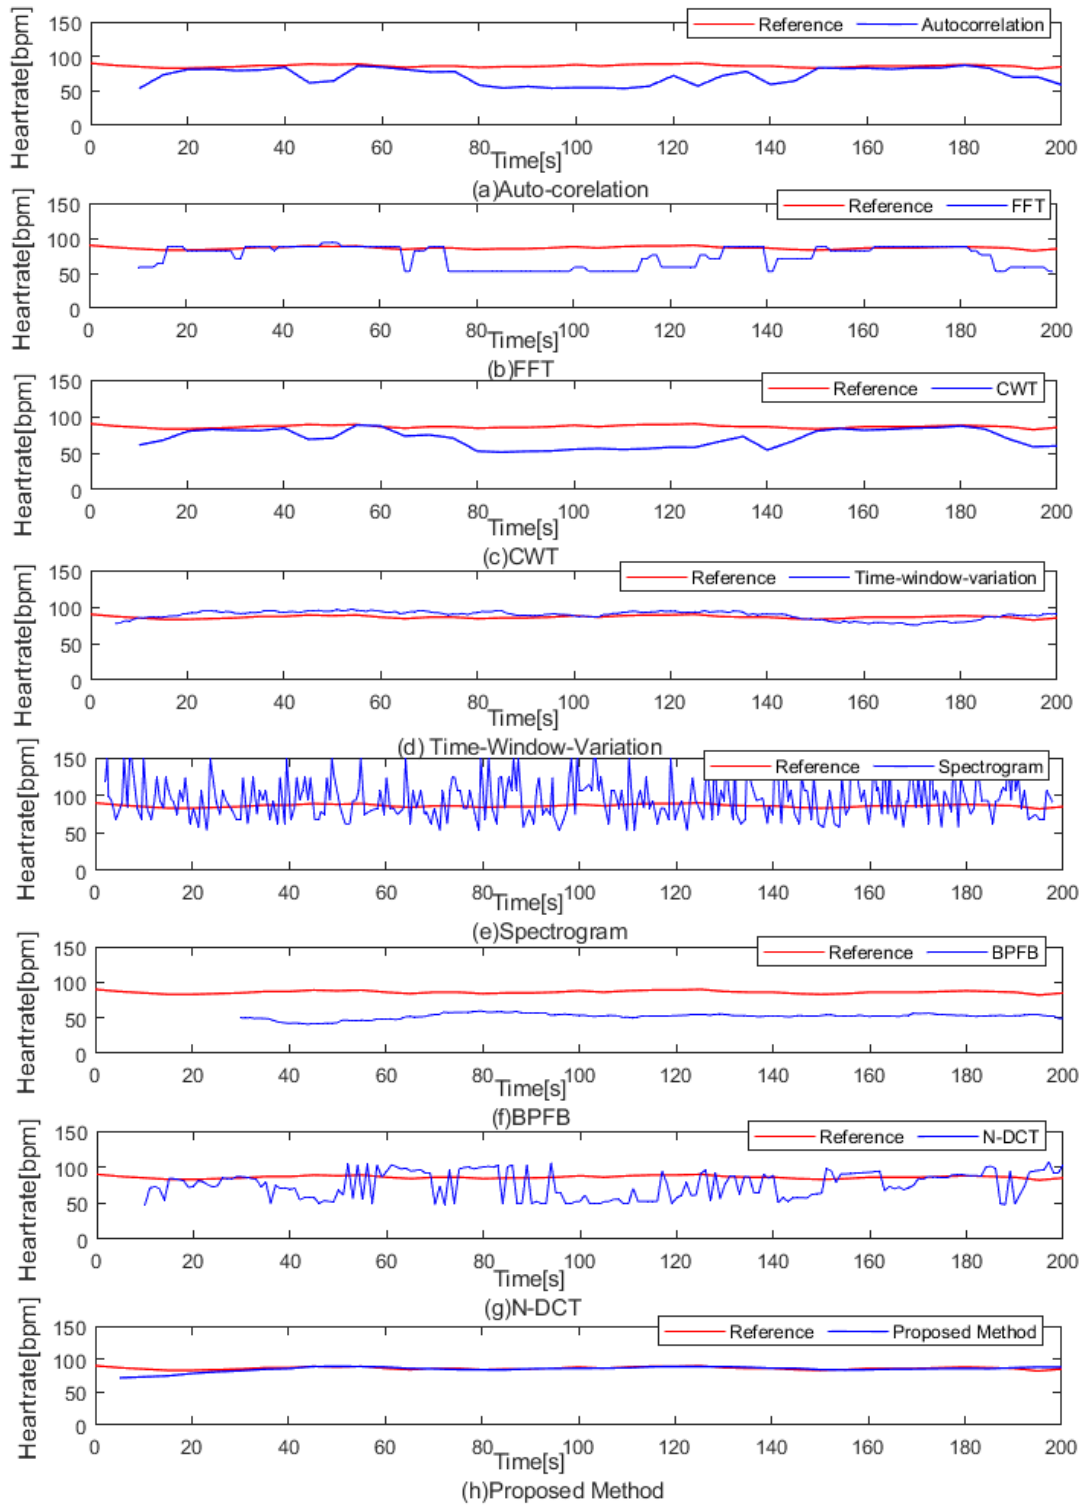 Heartrate[bpm]
150
100
50
0
Reference
Autocorrelation
0 20 40 60 80 100 120 140 160 180 200
Time[s]
(a)Auto-corelation
Heartrate[bpm]
150
100
50
0
Reference
FFT
0 20 40 60 80 100 120 140 160 180 200
Time[s]
(b)FFT
Heartrate[bpm]
150
100
50
0
Reference
CWT
0 20 40 60 80 100 120 140 160 180 200
Time[s]
(c)CWT
Heartrate[bpm]
150
100
50
0
Reference
Time-window-variation
0 20 40 60 80 100 120 140 160 180 200
Time[s]
(d) Time-Window-Variation
Heartrate[bpm]
150
100
50
0
Reference
Spectrogram
0 20 40 60 80 100 120 140 160 180 200
Time[s]
(e)Spectrogram
Heartrate[bpm]
150
100
50
0
Reference
BPFB
0 20 40 60 80 100 120 140 160 180 200
Time[s]
(f)BPFB
Heartrate[bpm]
150
100
50
0
Reference
N-DCT
0 20 40 60 80 100 120 140 160 180 200
Time[s]
(g)N-DCT
Heartrate[bpm]
150
100
50
0
Reference
Proposed Method
0 20 40 60 80 100 120 140 160 180 200
Time[s]
(h)Proposed Method